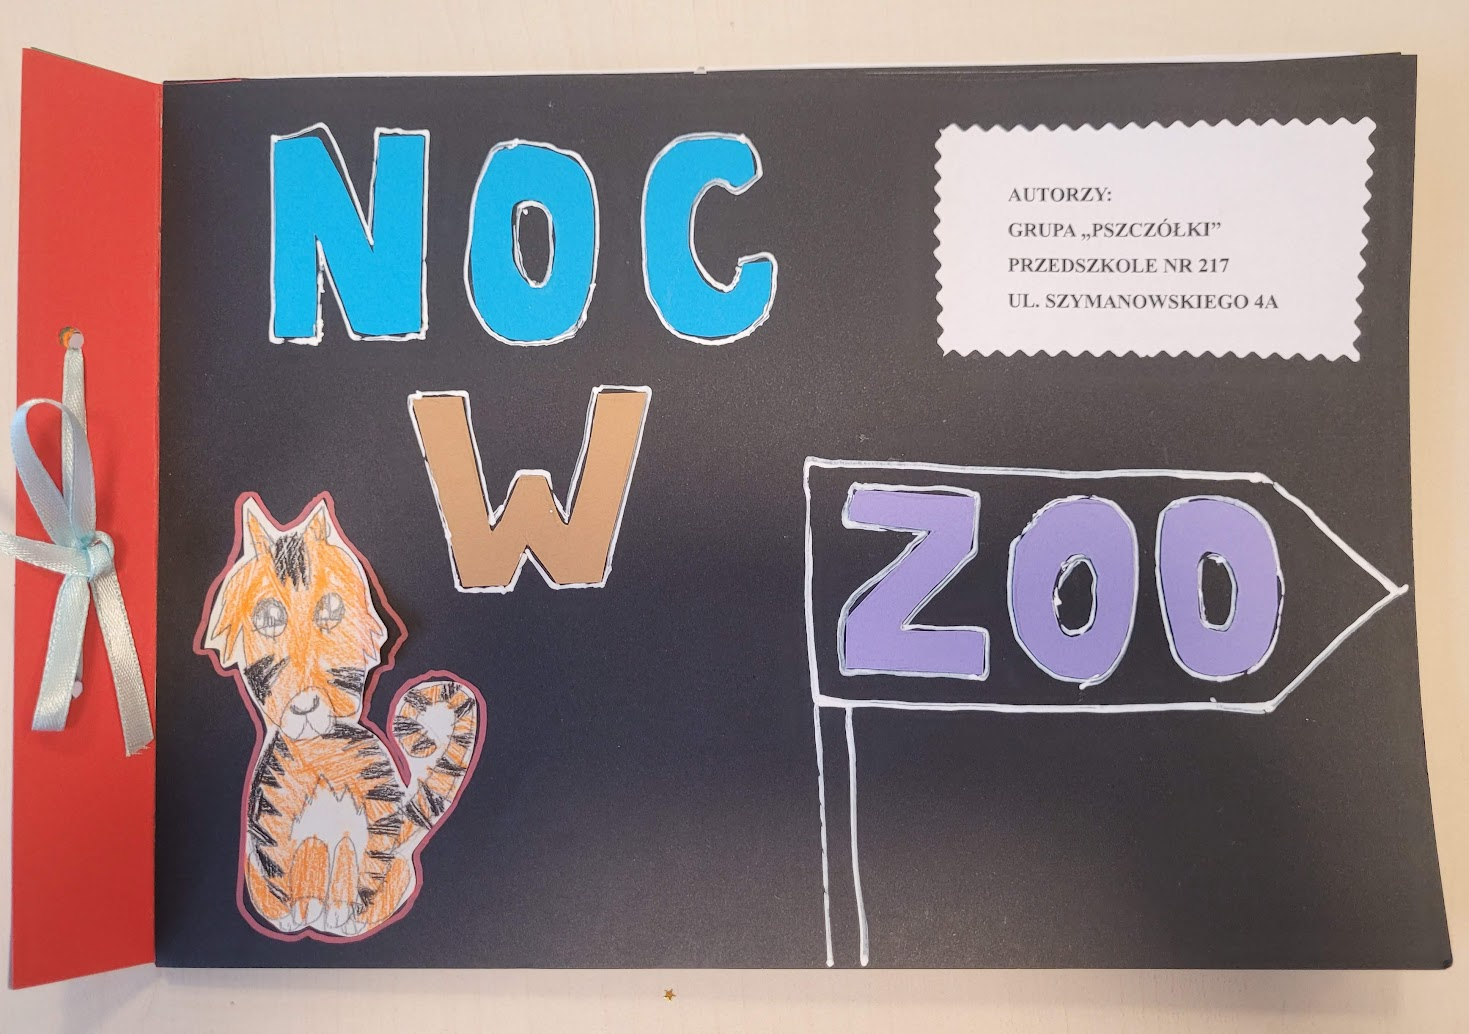 NOC
W
ZOO
AUTORZY:
GRUPA „PSZCZÓŁKI”
PRZEDSZKOLE NR 217
UL. SZYMANOWSKIEGO 4A